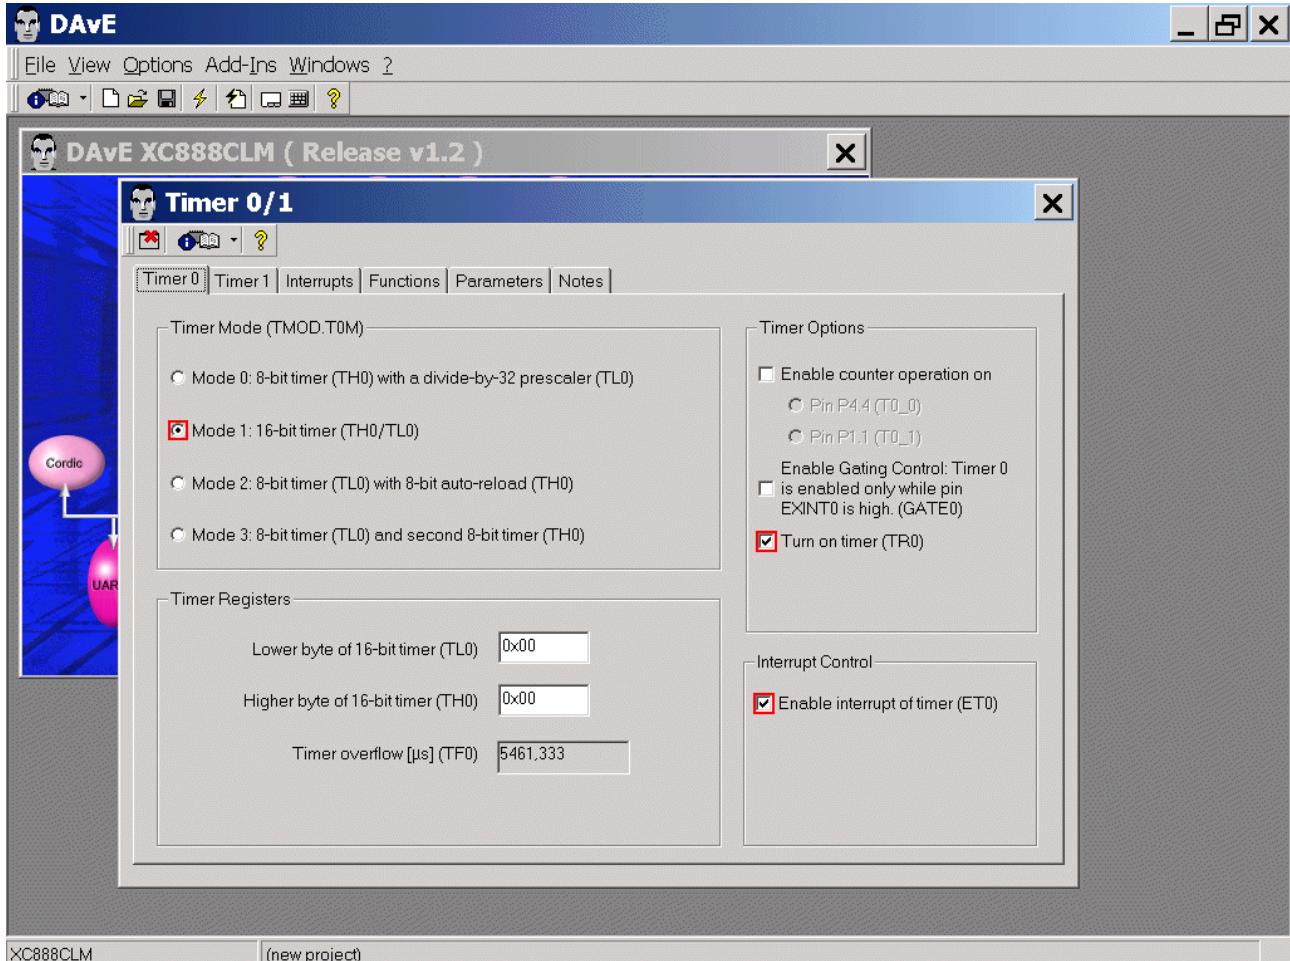 DAvE
File View Options Add-Ins Windows ?
DAvE XC888CLM ( Release v1.2 )
Timer 0/1
Timer 0 Timer 1 Interrupts Functions Parameters Notes
Timer Mode (TMOD.T0M)
Mode 0: 8-bit timer (TH0) with a divide-by-32 prescaler (TL0)
Mode 1: 16-bit timer (TH0/TL0)
Mode 2: 8-bit timer (TL0) with 8-bit auto-reload (TH0)
Mode 3: 8-bit timer (TL0) and second 8-bit timer (TH0)
Timer Options
Enable counter operation on
Pin P4.4 (T0_0)
Pin P1.1 (T0_1)
Enable Gating Control: Timer 0
is enabled only while pin
EXINT0 is high. (GATE0)
Turn on timer (TR0)
Timer Registers
Lower byte of 16-bit timer (TL0) 0x00
Higher byte of 16-bit timer (TH0) 0x00
Timer overflow [µs] (TF0) 5461,333
Interrupt Control
Enable interrupt of timer (ET0)
Cordic
UAR
XC888CLM (new project)